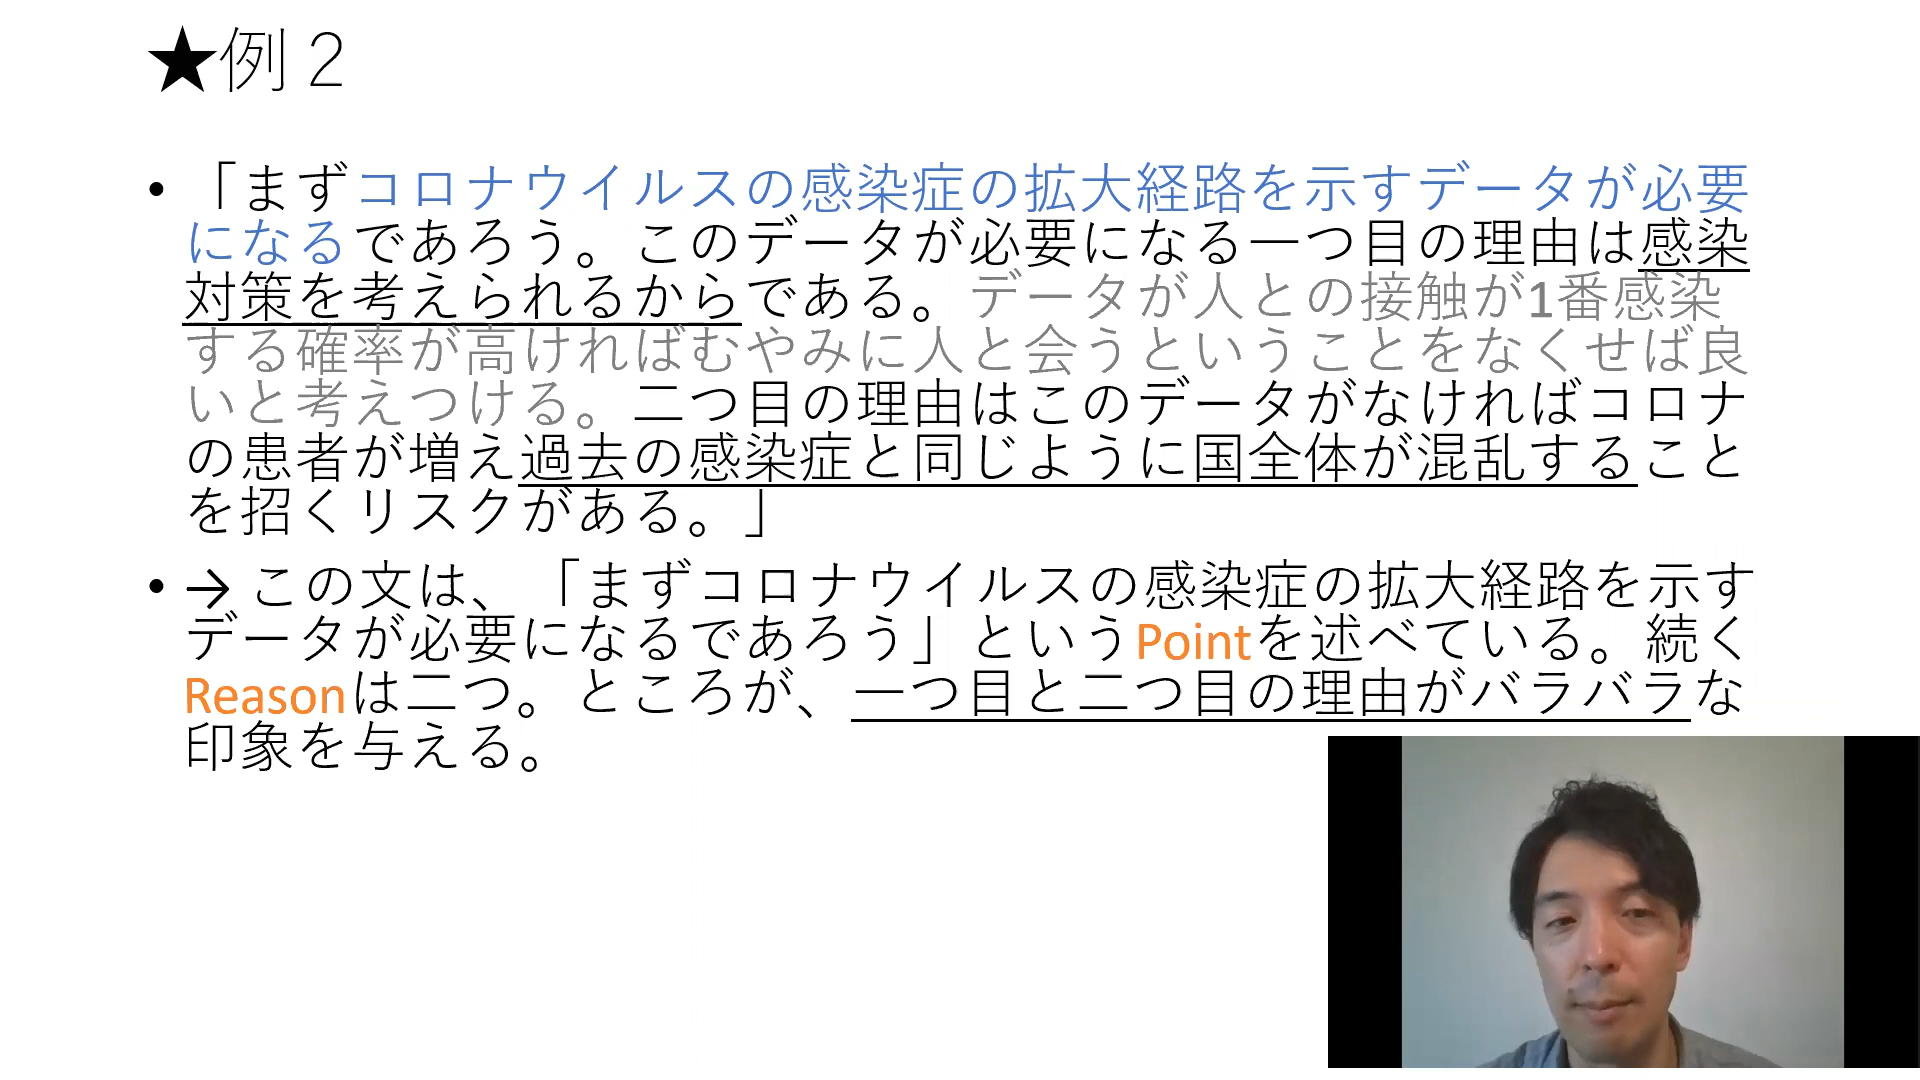 ★例２
• 「まずコロナウイルスの感染症の拡大経路を示すデータが必要
になるであろう。このデータが必要になる一つ目の理由は感染
対策を考えられるからである。データが人との接触が1番感染
する確率が高ければむやみに人と会うということをなくせば良
いと考えつける。二つ目の理由はこのデータがなければコロナ
の患者が増え過去の感染症と同じように国全体が混乱すること
を招くリスクがある。」
• → この文は、「まずコロナウイルスの感染症の拡大経路を示す
データが必要になるであろう」というPointを述べている。続く
Reasonは二つ。ところが、一つ目と二つ目の理由がバラバラな
印象を与える。